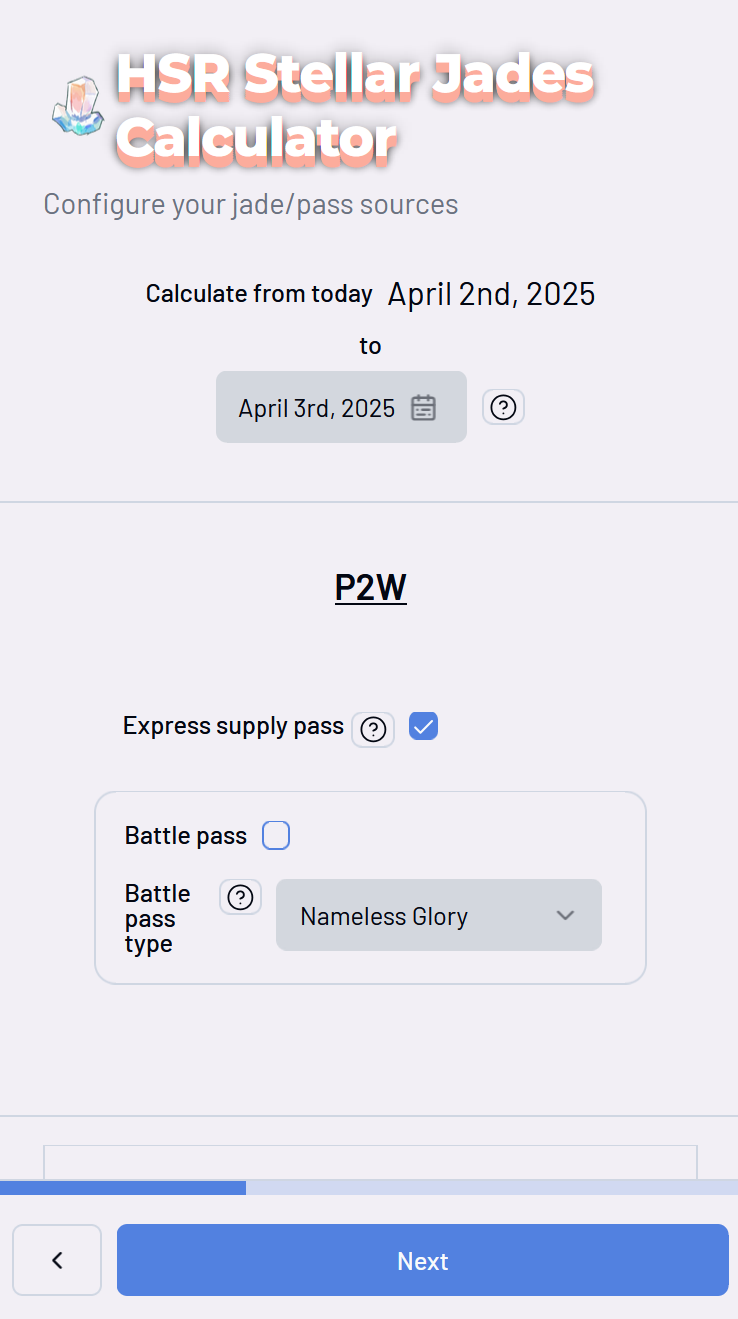 HSR Stellar Jades
Calculator
Configure your jade/pass sources
Calculate from today April 2nd, 2025
to
April 3rd, 2025
P2W
Express supply pass
Battle pass
Battle
pass
type
Nameless Glory
Next